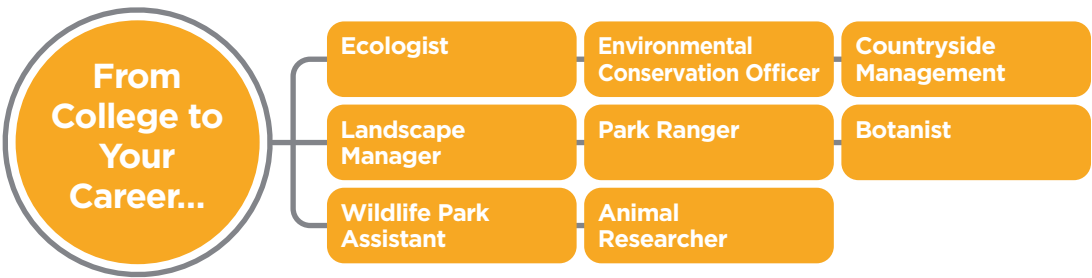 From
College to
Your
Career...
Ecologist
Environmental
Conservation Officer
Countryside
Management
Landscape
Manager
Park Ranger
Botanist
Wildlife Park
Assistant
Animal
Researcher